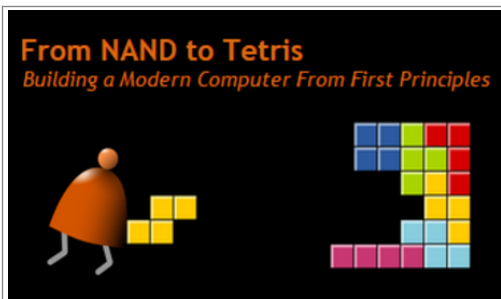 From NAND to Tetris
Building a Modern Computer From First Principles